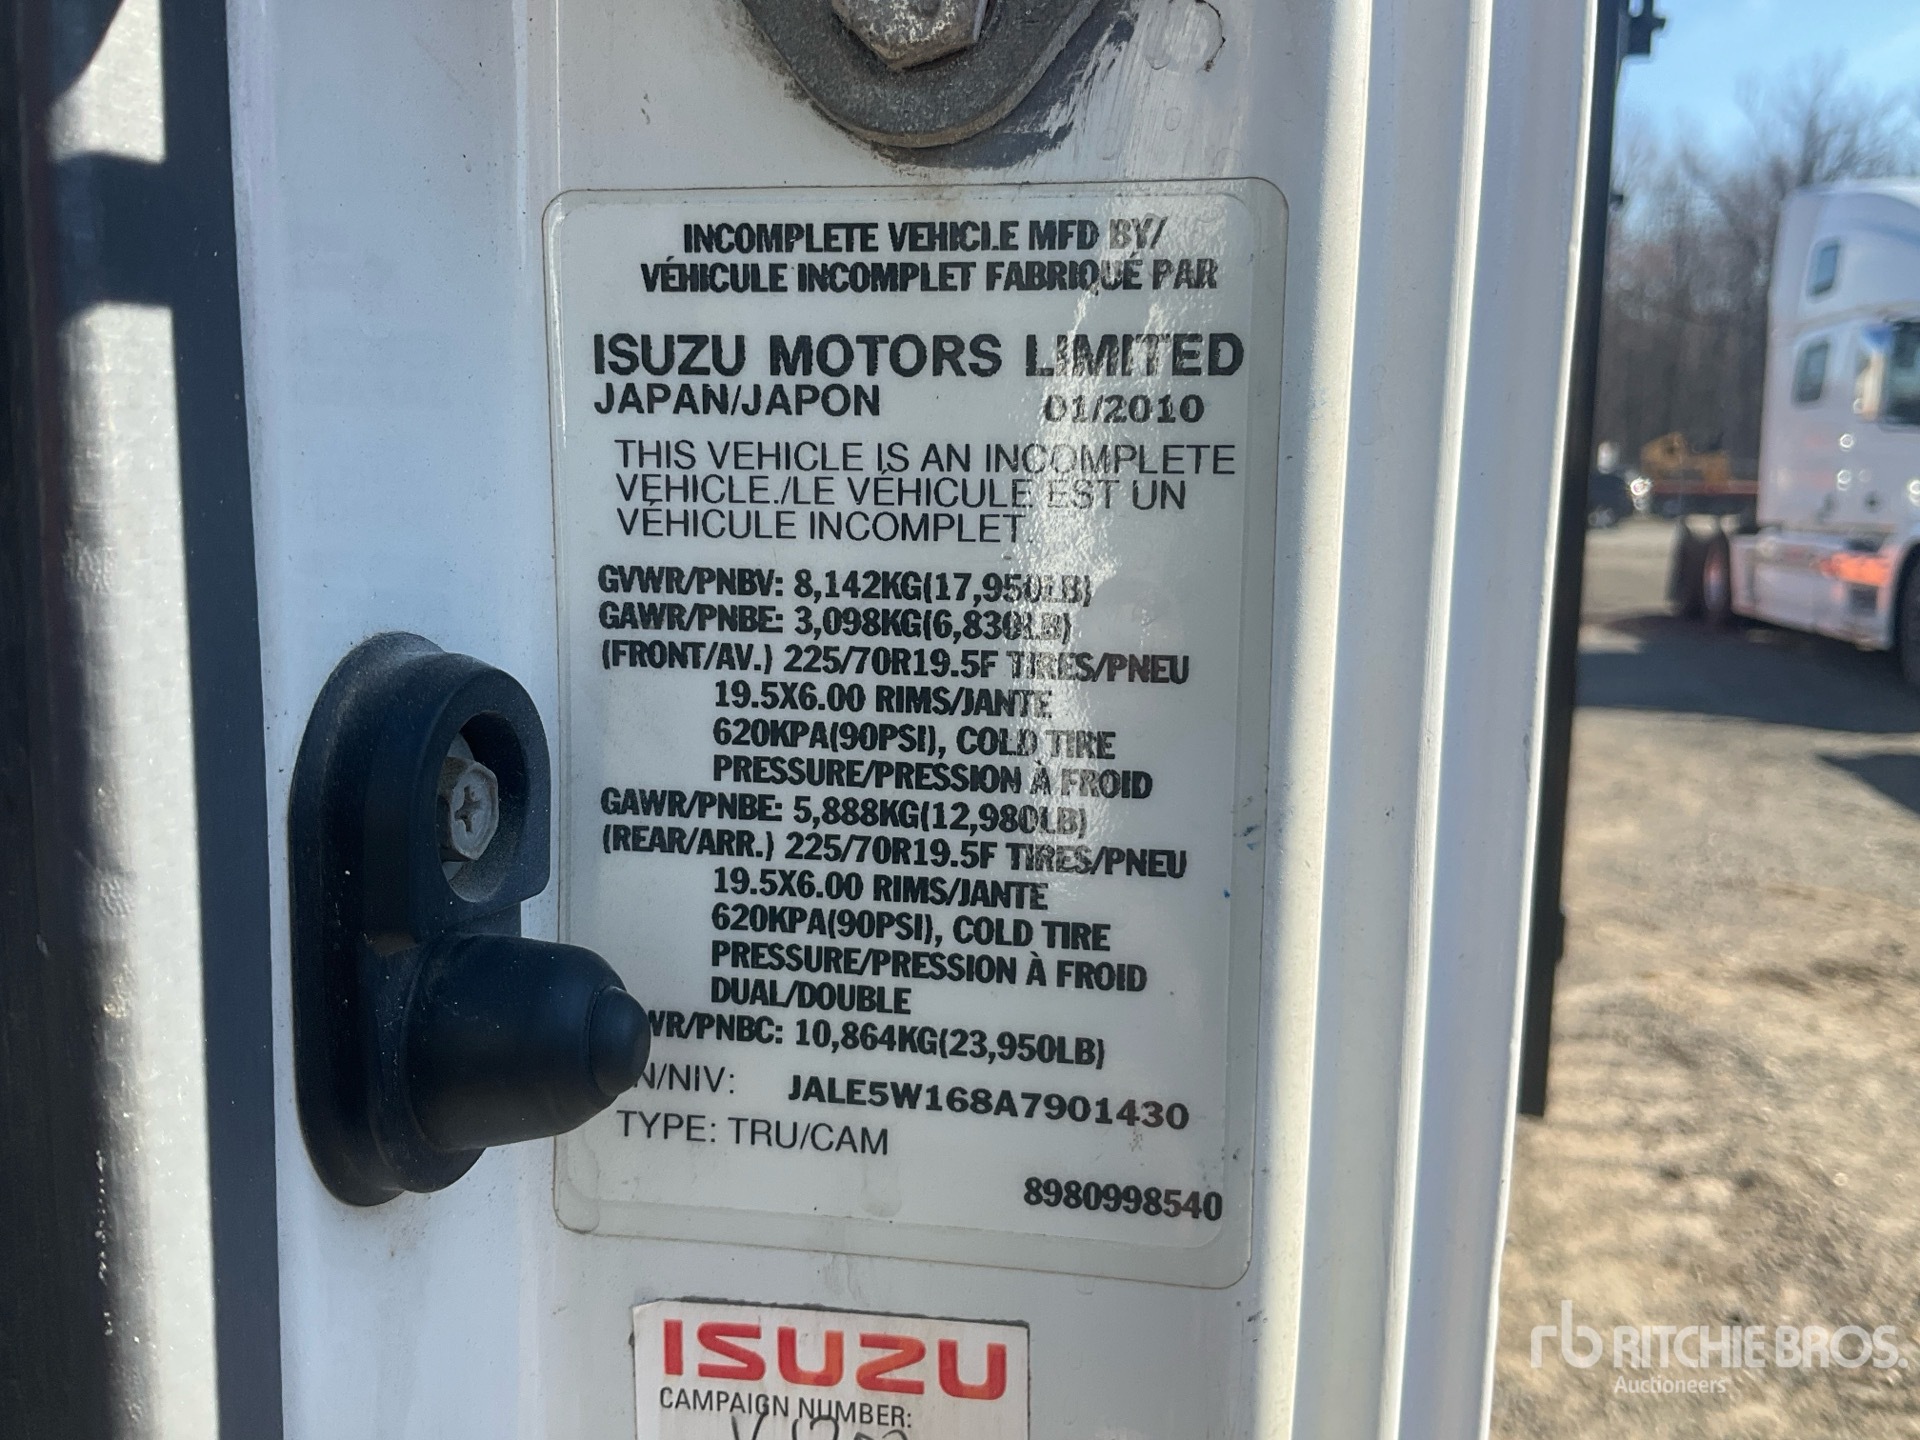 INCOMPLETE VEHICLE MFD BY/
VÉHICULE INCOMPLET FABRIQUÉ PAR
ISUZU MOTORS LIMITED
JAPAN/JAPON 01/2010
THIS VEHICLE IS AN INCOMPLETE
VEHICLE./LE VÉHICULE EST UN
VÉHICULE INCOMPLET.
GVWR/PNBV: 8,142KG(17,950LB)
GAWR/PNBE: 3,098KG(6,830LB)
(FRONT/AV.) 225/70R19.5F TIRES/PNEU
19.5X6.00 RIMS/JANTE
620KPA(90PSI), COLD TIRE
PRESSURE/PRESSION À FROID
GAWR/PNBE: 5,888KG(12,980LB)
(REAR/ARR.) 225/70R19.5F TIRES/PNEU
19.5X6.00 RIMS/JANTE
620KPA(90PSI), COLD TIRE
PRESSURE/PRESSION À FROID
DUAL/DOUBLE
WR/PNBC: 10,864KG(23,950LB)
N/NIV: JALE5W168A7901430
TYPE: TRU/CAM
8980998540
ISUZU
CAMPAIGN NUMBER:
rb RITCHIE BROS.
Auctioneers